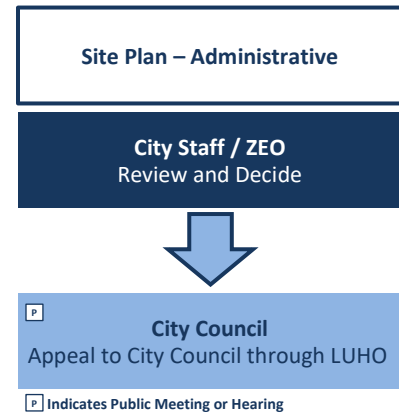 Site Plan – Administrative
City Staff / ZEO
Review and Decide
P
City Council
Appeal to City Council through LUHO
P Indicates Public Meeting or Hearing